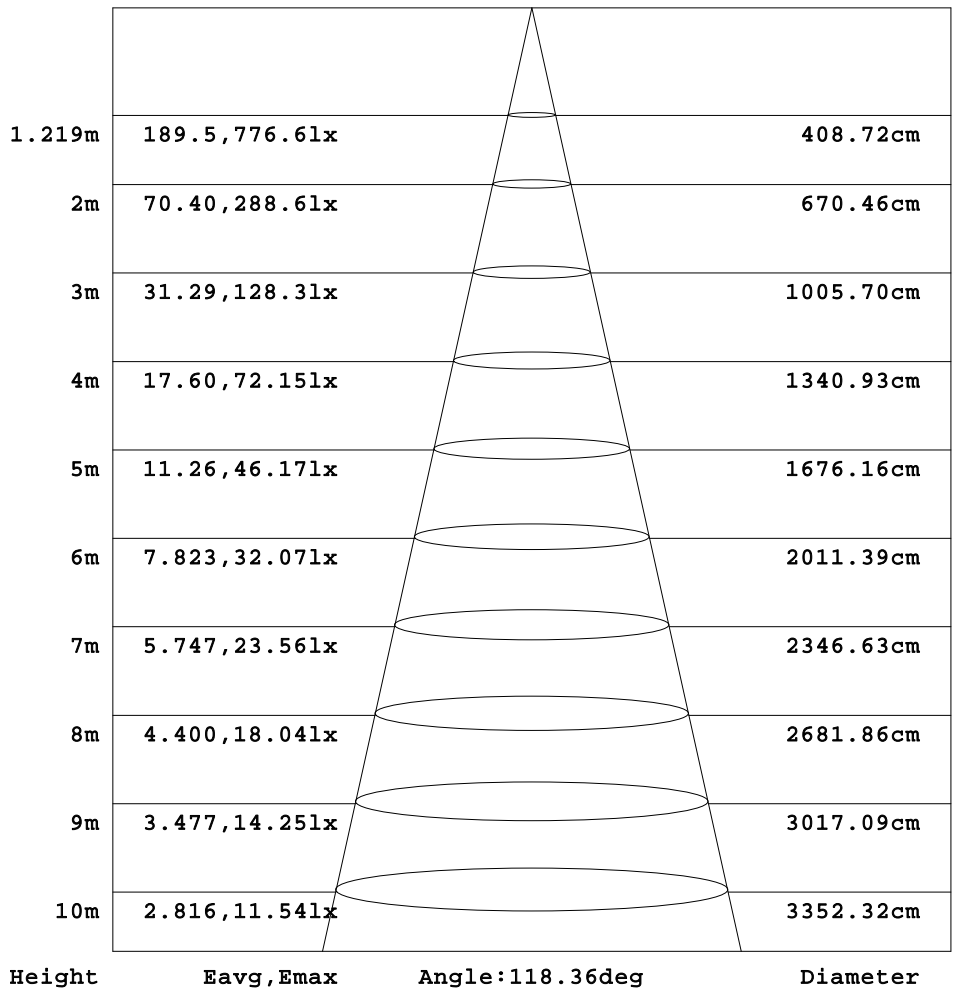 1.219m 189.5,776.6lx 408.72cm
2m 70.40,288.6lx 670.46cm
3m 31.29,128.3lx 1005.70cm
4m 17.60,72.15lx 1340.93cm
5m 11.26,46.17lx 1676.16cm
6m 7.823,32.07lx 2011.39cm
7m 5.747,23.56lx 2346.63cm
8m 4.400,18.04lx 2681.86cm
9m 3.477,14.25lx 3017.09cm
10m 2.816,11.54lx 3352.32cm
Height Eavg,Emax Angle:118.36deg Diameter